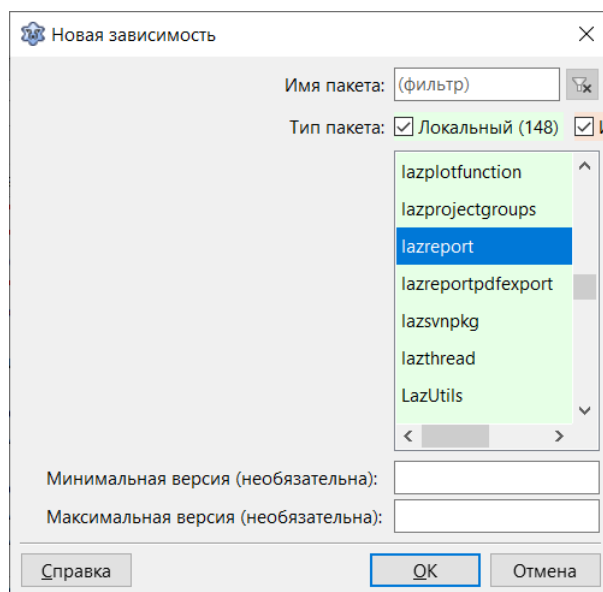 Новая зависимость
Имя пакета: (фильтр)
Тип пакета: Локальный (148)
lazplotfunction
lazprojectgroups
lazreport
lazreportpdfexport
lazsvnpkg
lazthread
LazUtils
Минимальная версия (необязательна):
Максимальная версия (необязательна):
Справка ОК Отмена